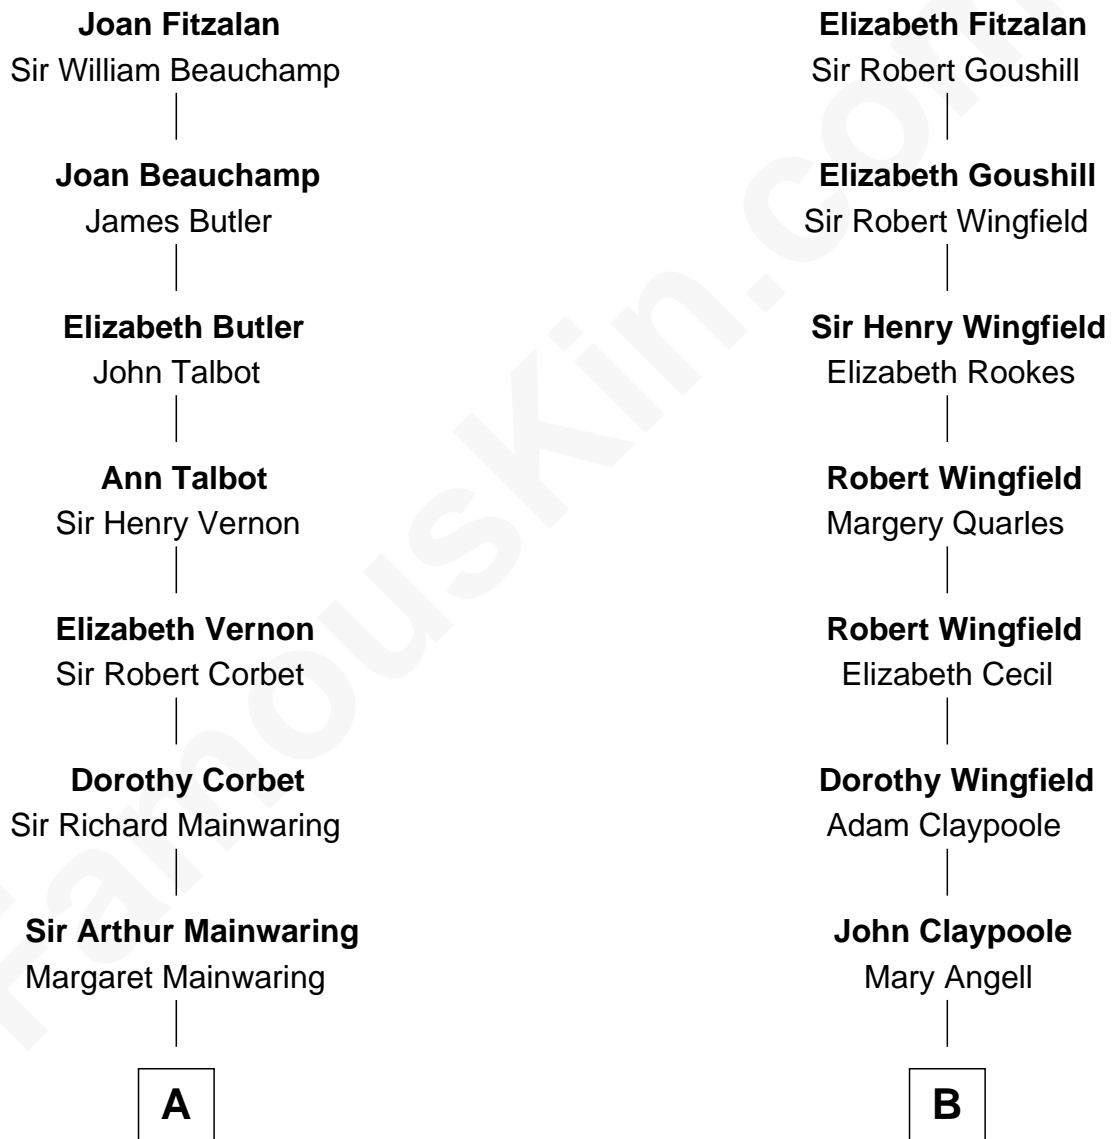 Joan Fitzalan
Sir William Beauchamp
Joan Beauchamp
James Butler
Elizabeth Butler
John Talbot
Ann Talbot
Sir Henry Vernon
Elizabeth Vernon
Sir Robert Corbet
Dorothy Corbet
Sir Richard Mainwaring
Sir Arthur Mainwaring
Margaret Mainwaring
A
Elizabeth Fitzalan
Sir Robert Goushill
Elizabeth Goushill
Sir Robert Wingfield
Sir Henry Wingfield
Elizabeth Rookes
Robert Wingfield
Margery Quarles
Robert Wingfield
Elizabeth Cecil
Dorothy Wingfield
Adam Claypoole
John Claypoole
Mary Angell
B
FamousKin.com